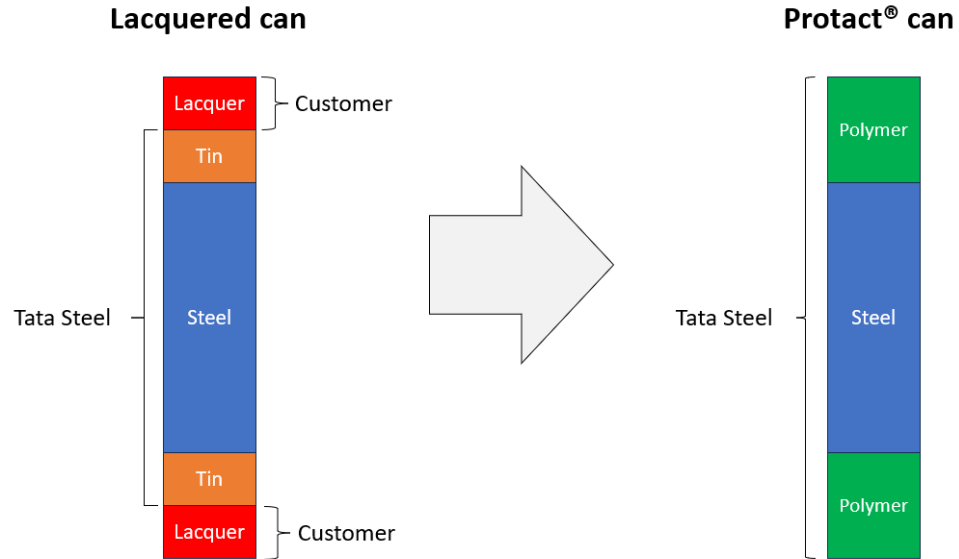 Lacquered can
Protact® can
Lacquer
Customer
Tin
Polymer
Tata Steel
Steel
Tata Steel
Steel
Tin
Polymer
Lacquer
Customer